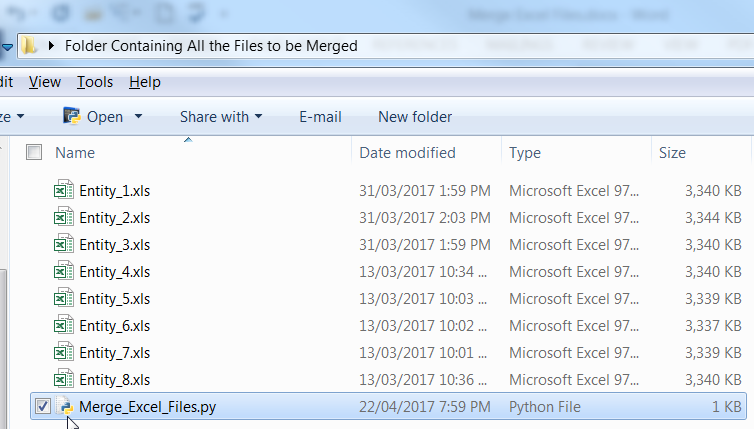 Merge Excel Files.docx - Word
Folder Containing All the Files to be Merged
dit View Tools Help
ze Open Share with E-mail New folder
Name Date modified Type Size
Entity_1.xls 31/03/2017 1:59 PM Microsoft Excel 97... 3,340 KB
Entity_2.xls 31/03/2017 2:03 PM Microsoft Excel 97... 3,344 KB
Entity_3.xls 31/03/2017 1:59 PM Microsoft Excel 97... 3,340 KB
Entity_4.xls 13/03/2017 10:34 ... Microsoft Excel 97... 3,340 KB
Entity_5.xls 13/03/2017 10:03 ... Microsoft Excel 97... 3,339 KB
Entity_6.xls 13/03/2017 10:02 ... Microsoft Excel 97... 3,337 KB
Entity_7.xls 13/03/2017 10:01 ... Microsoft Excel 97... 3,339 KB
Entity_8.xls 13/03/2017 10:36 ... Microsoft Excel 97... 3,340 KB
Merge_Excel_Files.py 22/04/2017 7:59 PM Python File 1 KB